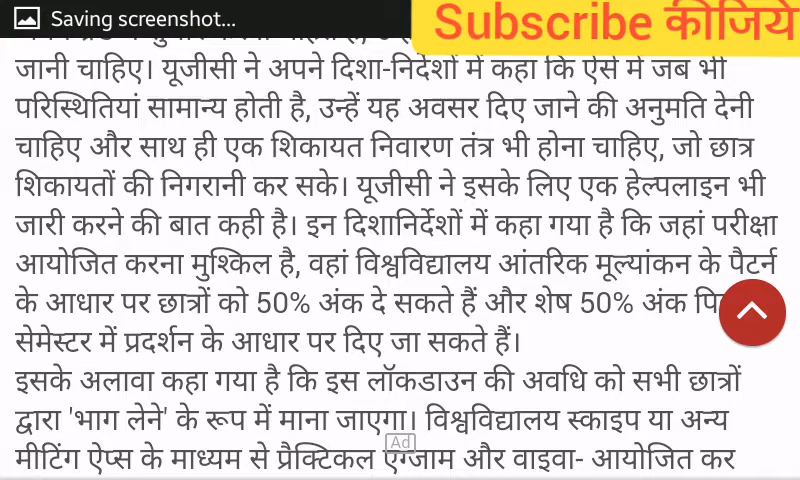 Saving screenshot...
Subscribe कीजिये
जानी चाहिए। यूजीसी ने अपने दिशा-निर्देशों में कहा कि ऐसे में जब भी
परिस्थितियां सामान्य होती है, उन्हें यह अवसर दिए जाने की अनुमति देनी
चाहिए और साथ ही एक शिकायत निवारण तंत्र भी होना चाहिए, जो छात्र
शिकायतों की निगरानी कर सके। यूजीसी ने इसके लिए एक हेल्पलाइन भी
जारी करने की बात कही है। इन दिशानिर्देशों में कहा गया है कि जहां परीक्षा
आयोजित करना मुश्किल है, वहां विश्वविद्यालय आंतरिक मूल्यांकन के पैटर्न
के आधार पर छात्रों को 50% अंक दे सकते हैं और शेष 50% अंक
सेमेस्टर में प्रदर्शन के आधार पर दिए जा सकते हैं।
इसके अलावा कहा गया है कि इस लॉकडाउन की अवधि को सभी छात्रों
द्वारा 'भाग लेने' के रूप में माना जाएगा। विश्वविद्यालय स्काइप या अन्य
Ad
मीटिंग ऐप्स के माध्यम से प्रैक्टिकल एग्जाम और वाइवा- आयोजित कर